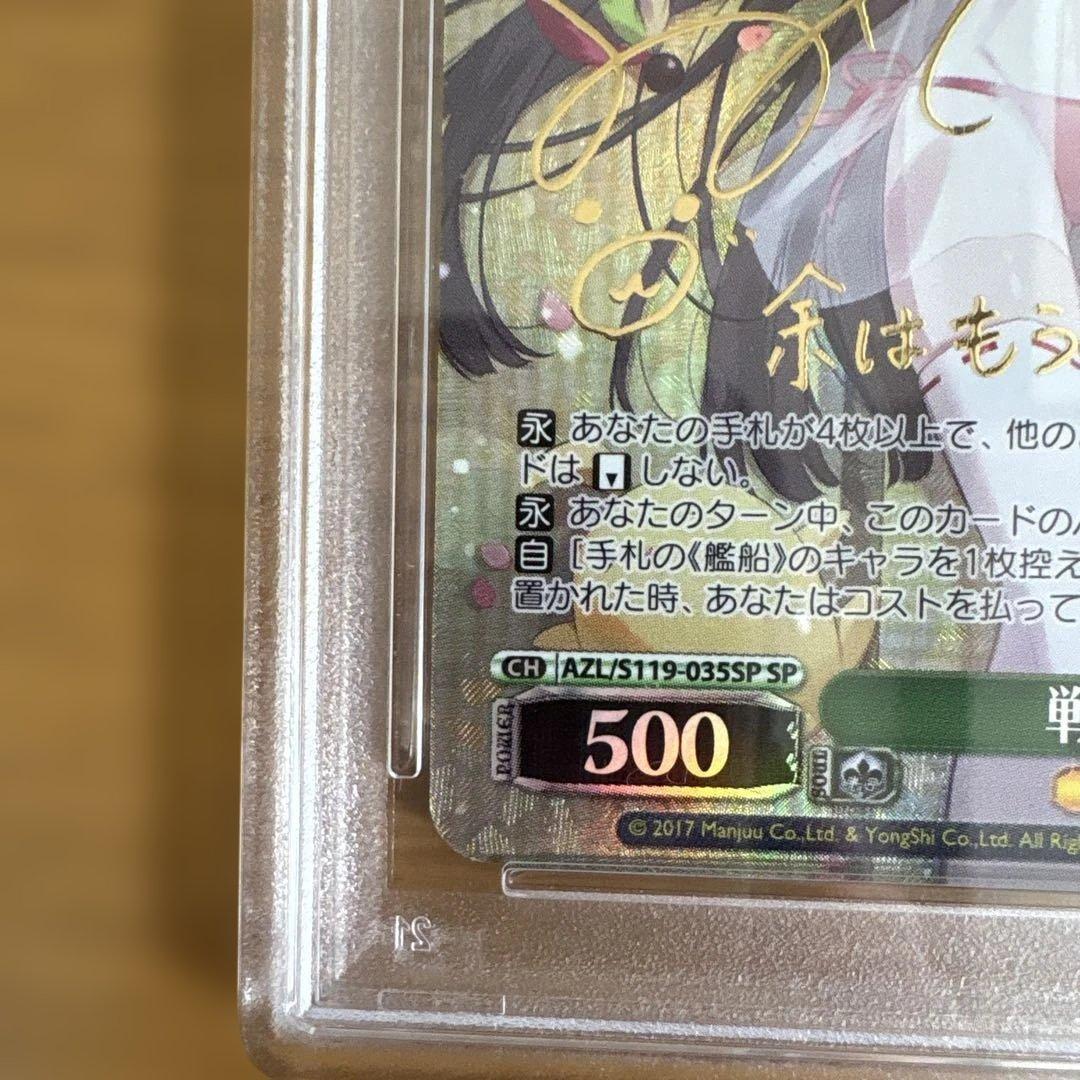 余はもう
永 あなたの手札が4枚以上で、他の
ドは しない。
永 あなたのターン中、このカードの
自 [手札の《艦船》のキャラを1枚控え
置かれた時、あなたはコストを払って
CH AZL/S119-035SP SP
POWER 500
SOUL
戦
© 2017 Manjuu Co.,Ltd. & YongShi Co.,Ltd. All Rig
21